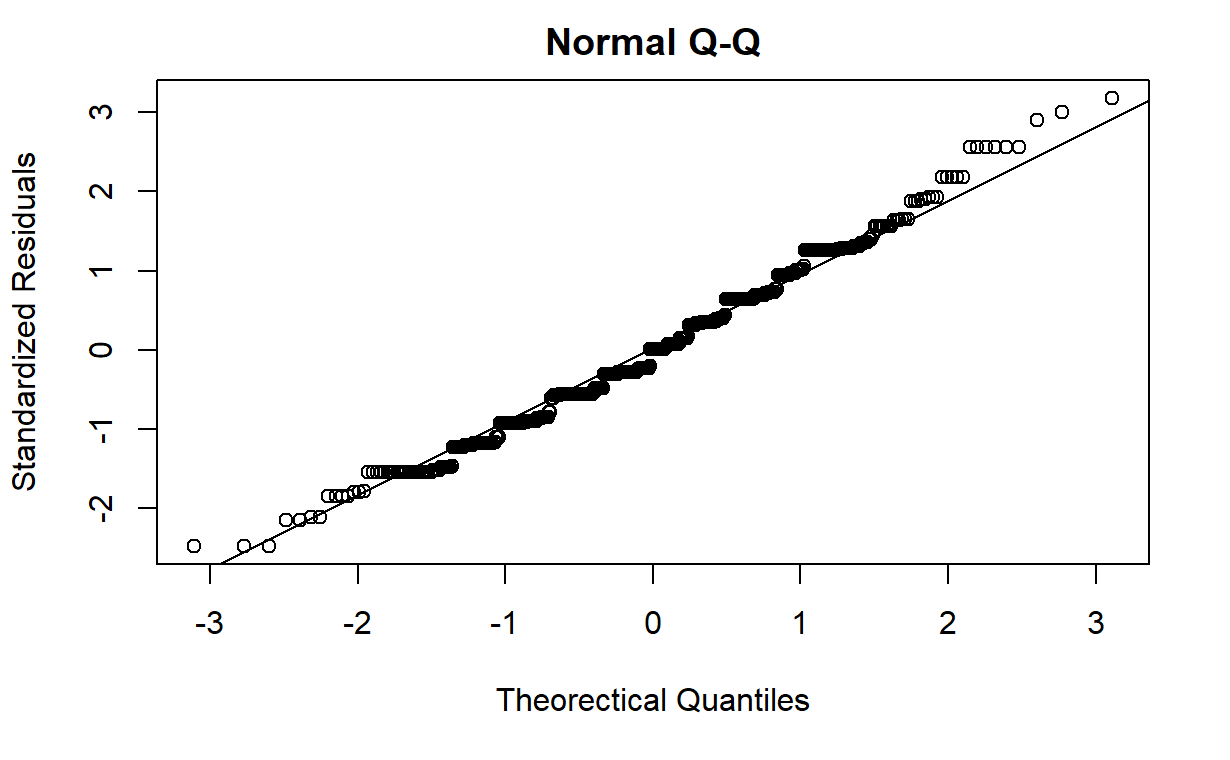 Normal Q-Q
3
2
1
0
-1
-2
Standardized Residuals
-3 -2 -1 0 1 2 3
Theorectical Quantiles